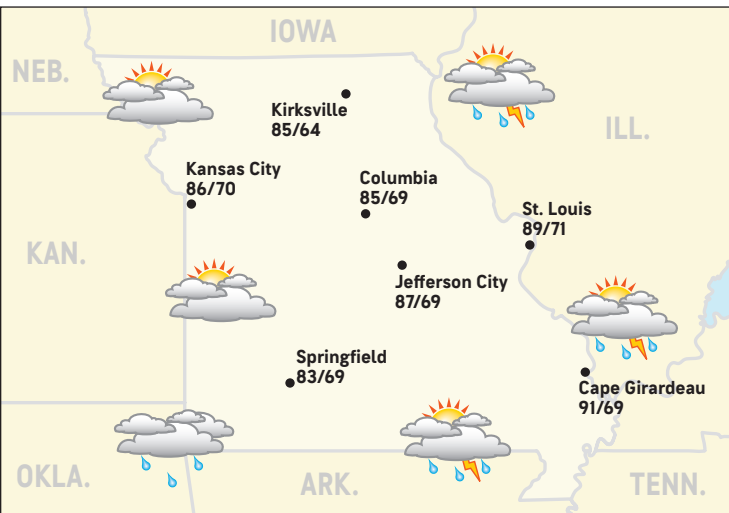 IOWA
NEB.
Kirksville
85/64
ILL.
Kansas City
86/70
Columbia
85/69
St. Louis
89/71
KAN.
Jefferson City
87/69
Springfield
83/69
Cape Girardeau
91/69
OKLA.
ARK.
TENN.